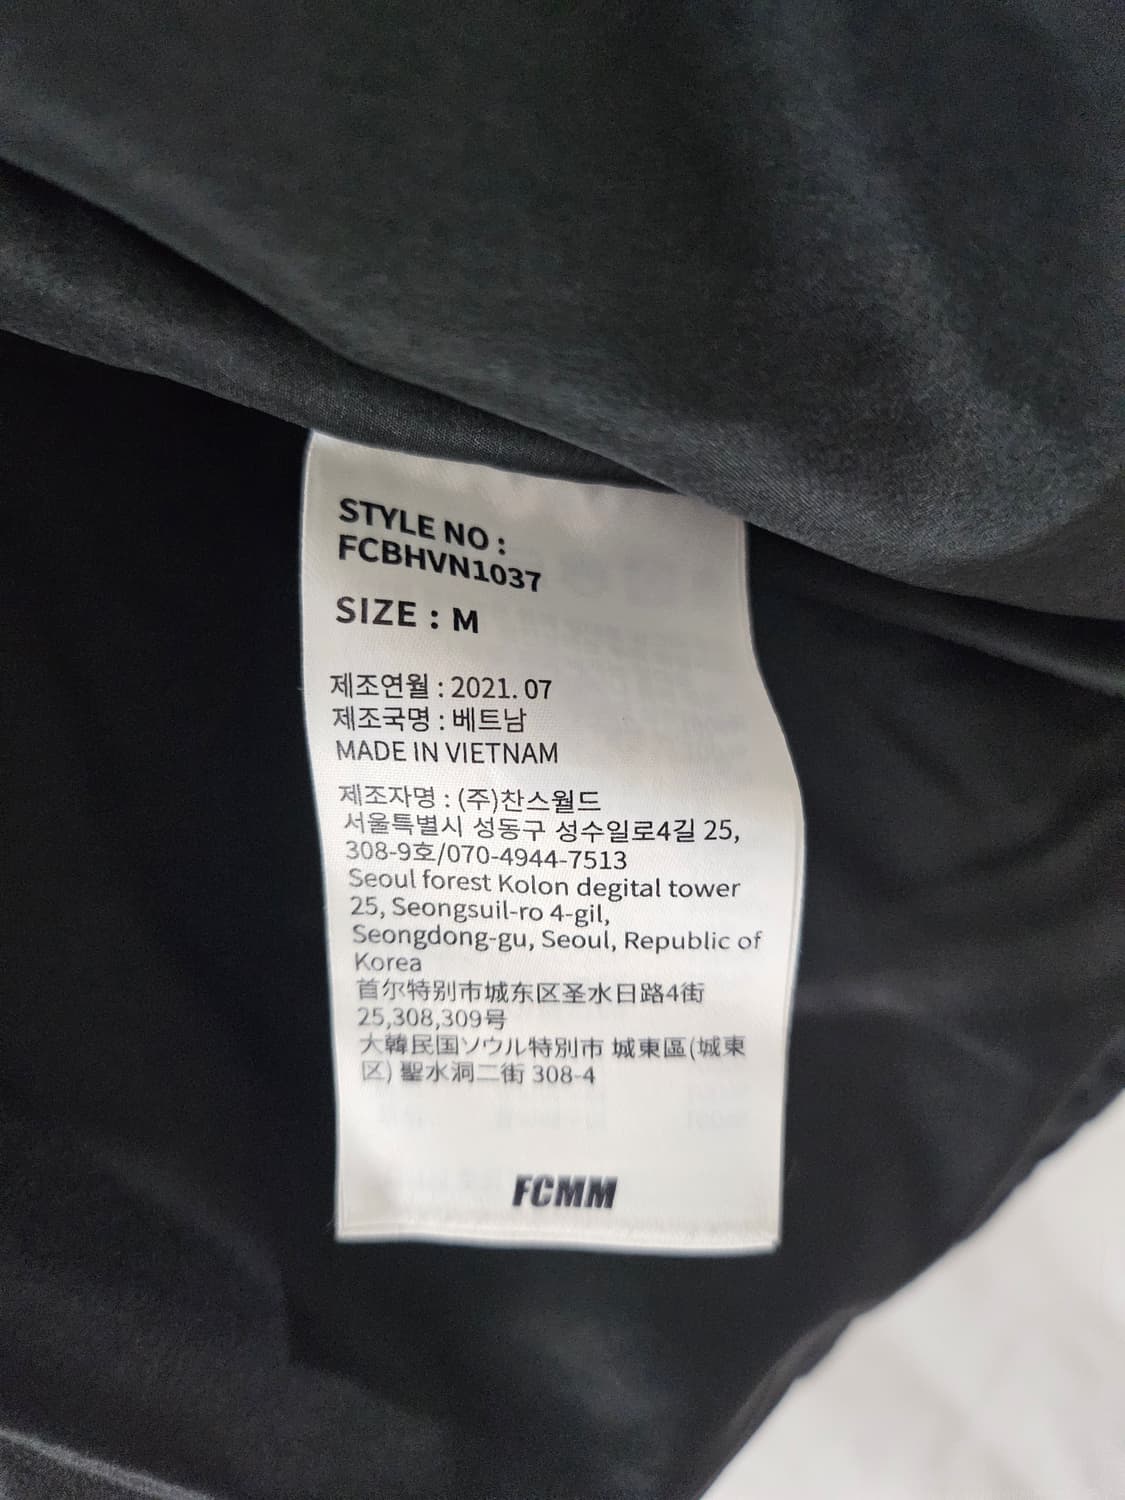 STYLE NO :
FCBHVN1037
SIZE : M
제조연월 : 2021. 07
제조국명 : 베트남
MADE IN VIETNAM
제조자명 : (주)찬스월드
서울특별시 성동구 성수일로4길 25,
308-9호/070-4944-7513
Seoul forest Kolon degital tower
25, Seongsuil-ro 4-gil,
Seongdong-gu, Seoul, Republic of
Korea
首尔特别市城东区圣水日路4街
25,308,309号
大韓民国ソウル特別市 城東區(城東
区) 聖水洞二街 308-4
FCMM